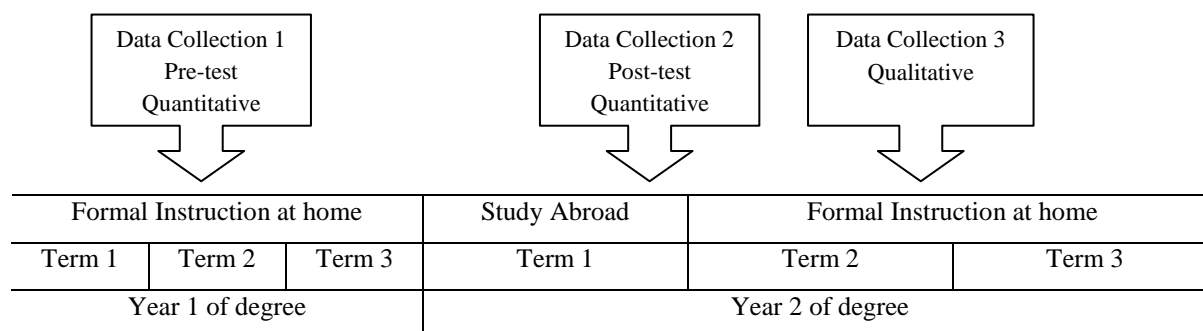 Data Collection 1
Pre-test
Quantitative
Data Collection 2
Post-test
Quantitative
Data Collection 3
Qualitative
Formal Instruction at home
Study Abroad
Formal Instruction at home
Term 1
Term 2
Term 3
Term 1
Term 2
Term 3
Year 1 of degree
Year 2 of degree